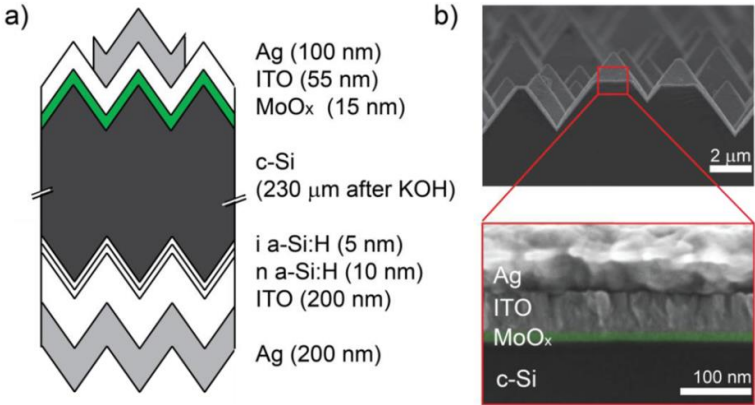 a)
Ag (100 nm)
ITO (55 nm)
MoOx (15 nm)
c-Si
(230 μm after KOH)
i a-Si:H (5 nm)
n a-Si:H (10 nm)
ITO (200 nm)
Ag (200 nm)
b)
2 μm
Ag
ITO
MoOx
c-Si
100 nm